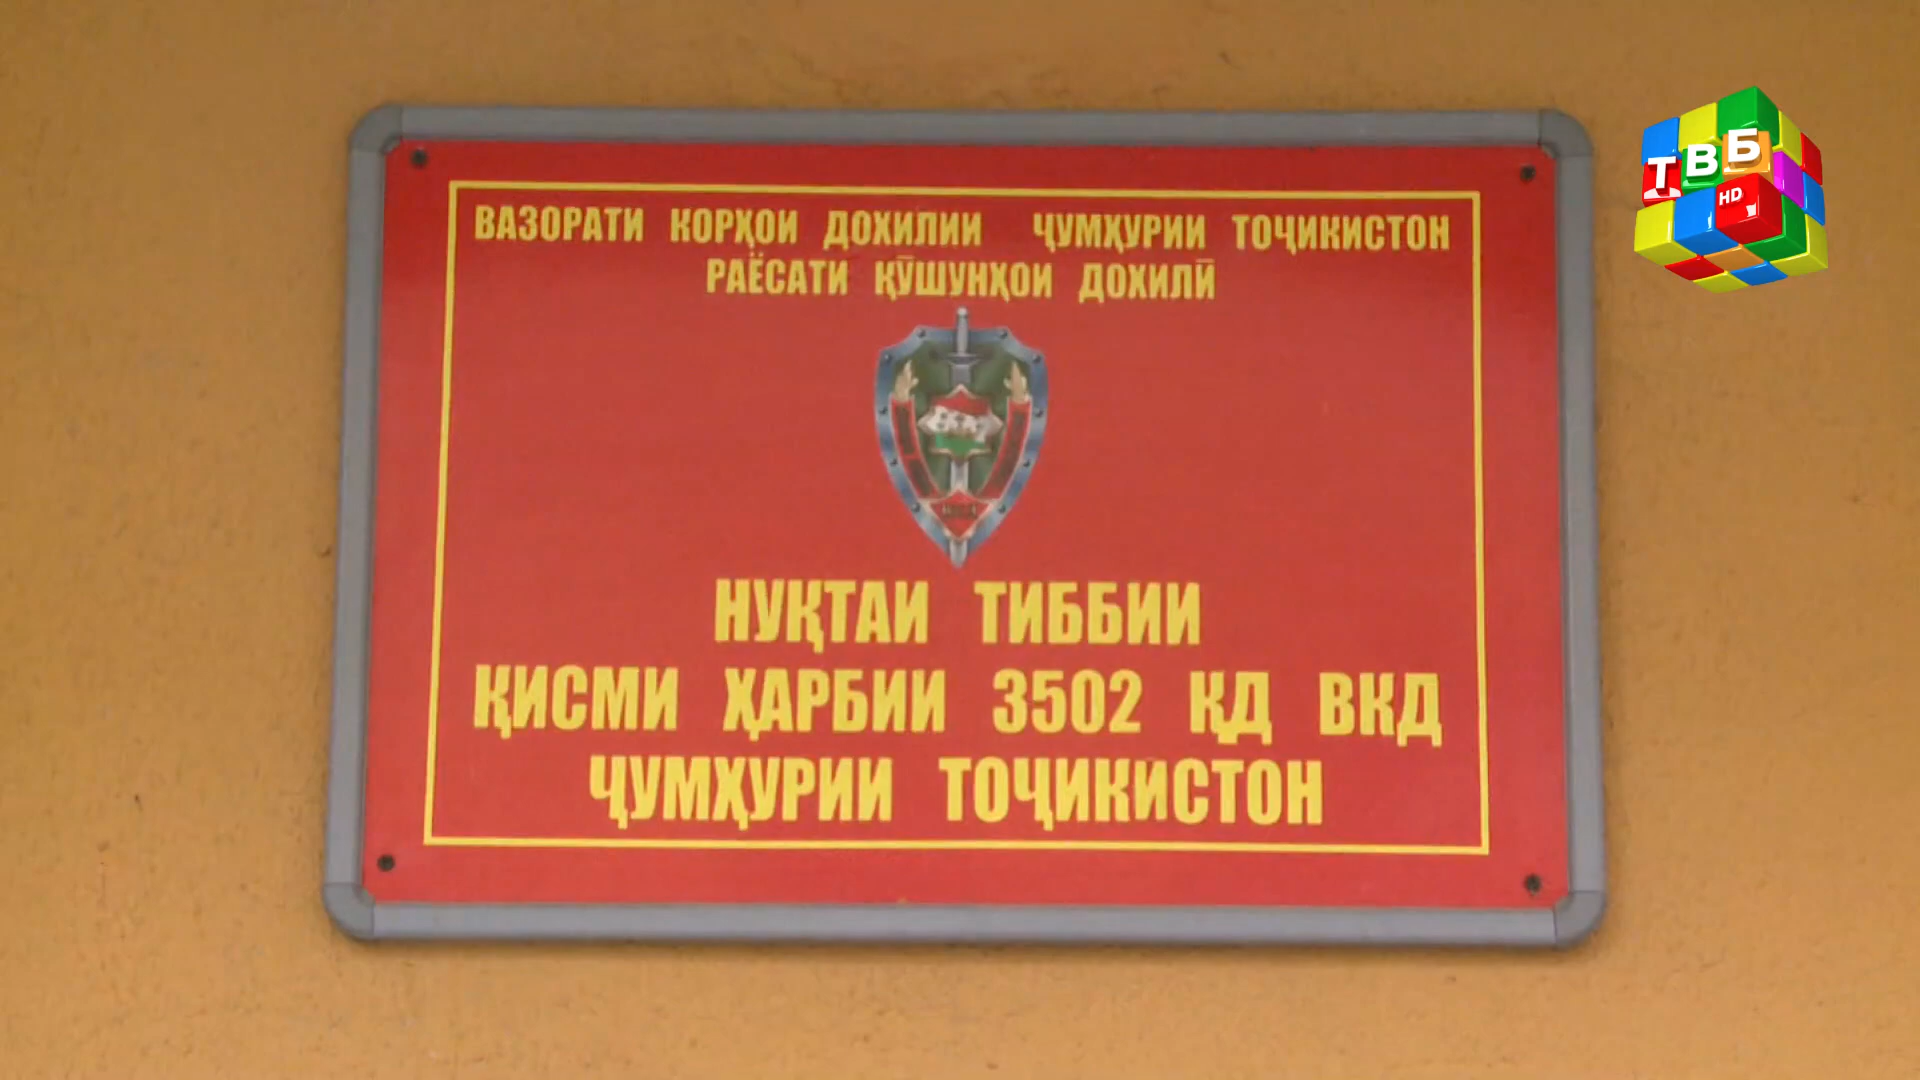 ВАЗОРАТИ КОРҲОИ ДОХИЛИИ ҶУМҲУРИИ ТОҶИКИСТОН
РАЁСАТИ ҚӮШУНҲОИ ДОХИЛӢ
НУҚТАИ ТИББИИ
ҚИСМИ ҲАРБИИ 3502 ҚД ВКД
ҶУМҲУРИИ ТОҶИКИСТОН
ТВБ
HD